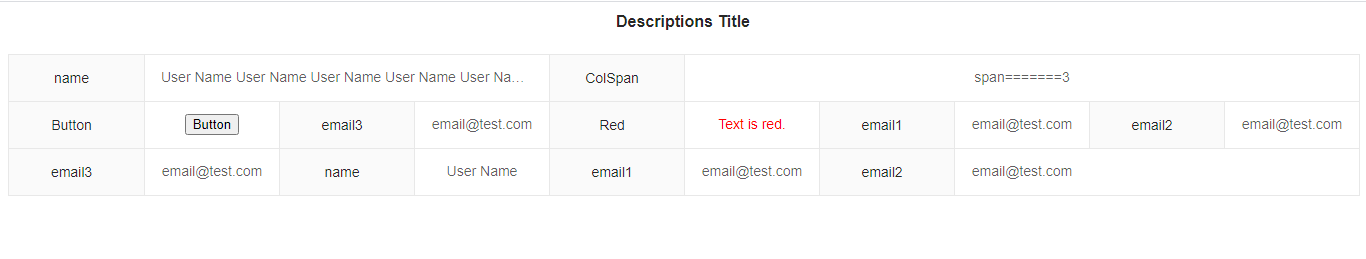 Descriptions Title
name User Name User Name User Name User Name User Na... ColSpan span=======3
Button Button email3 email@test.com Red Text is red. email1 email@test.com email2 email@test.com
email3 email@test.com name User Name email1 email@test.com email2 email@test.com